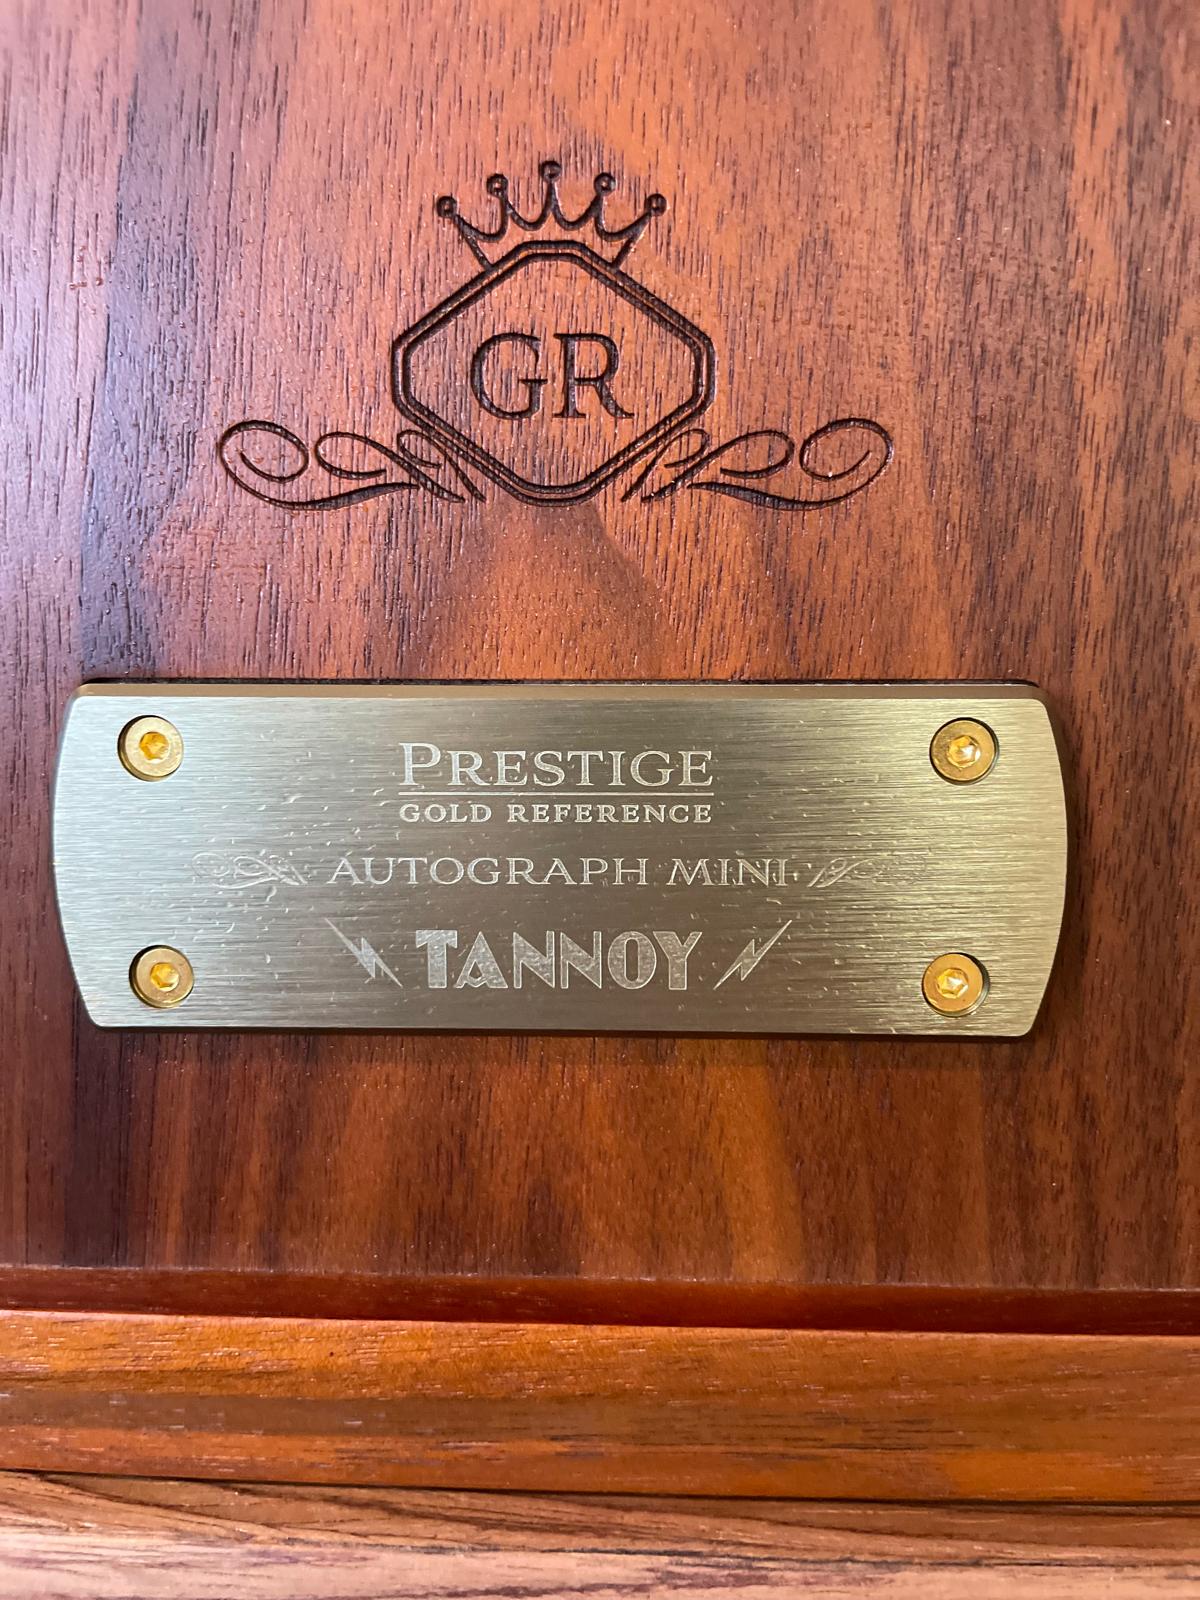 GR
PRESTIGE
GOLD REFERENCE
AUTOGRAPH MINI
TANNOY